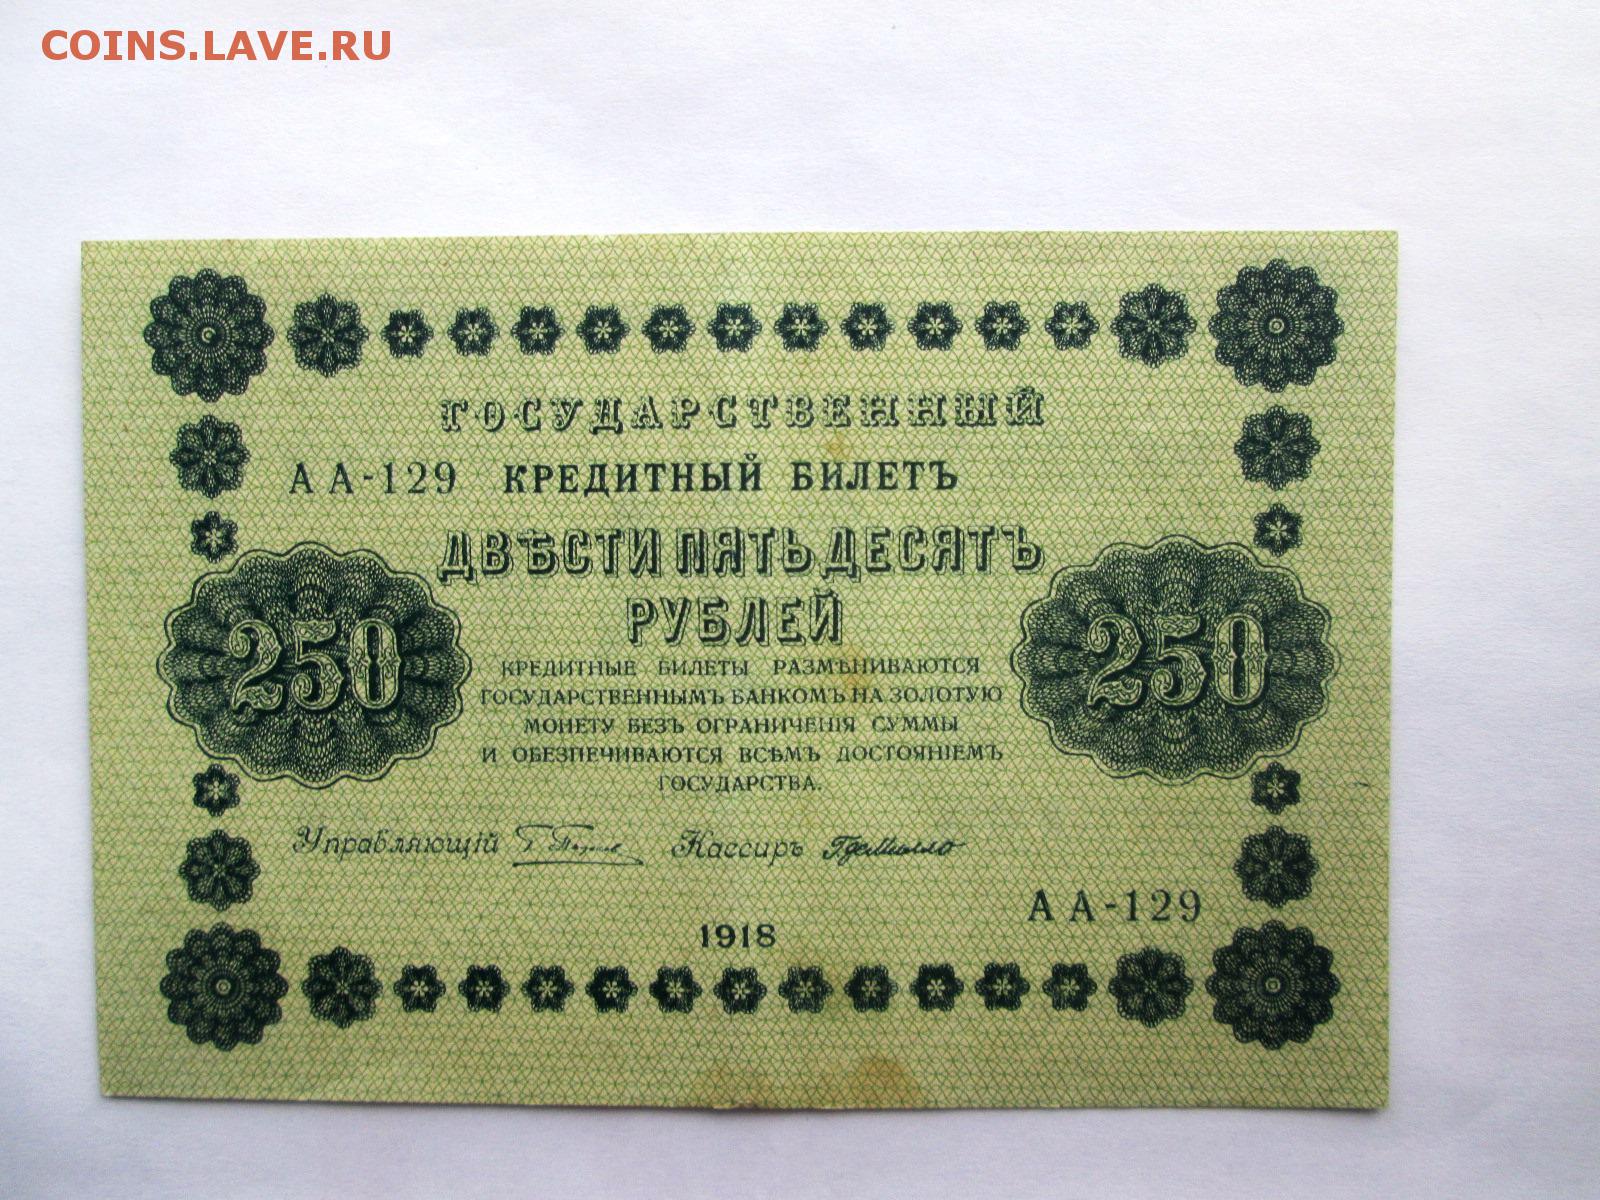 COINS.LAVE.RU
ГОСУДАРСТВЕННЫЙ
АА-129 КРЕДИТНЫЙ БИЛЕТЪ
ДВѢСТИ ПЯТЬДЕСЯТЪ
РУБЛЕЙ
250 250
КРЕДИТНЫЕ БИЛЕТЫ РАЗМѢНИВАЮТСЯ
ГОСУДАРСТВЕННЫМЪ БАНКОМЪ НА ЗОЛОТУЮ
МОНЕТУ БЕЗЪ ОГРАНИЧЕНІЯ СУММЫ
И ОБЕЗПЕЧИВАЮТСЯ ВСѢМЪ ДОСТОЯНІЕМЪ
ГОСУДАРСТВА.
Управляющій Кассиръ
АА-129
1918